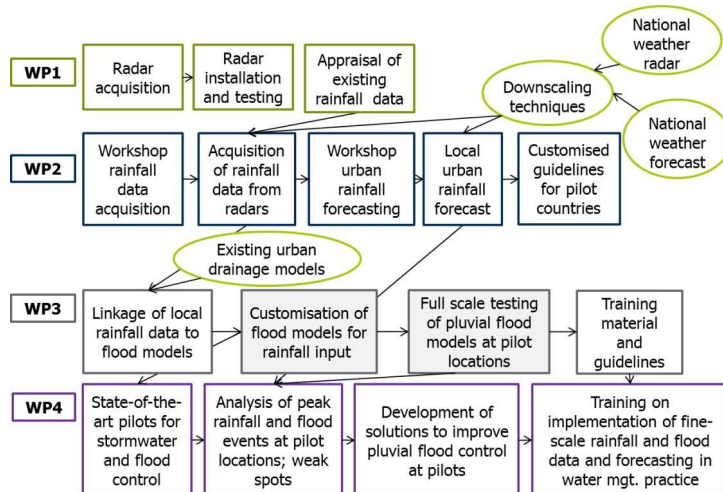 National
weather
radar
WP1
Radar
acquisition
Radar
installation
and testing
Appraisal of
existing
rainfall data
Downscaling
techniques
National
weather
forecast
WP2
Workshop
rainfall
data
acquisition
Acquisition
of rainfall
data from
radars
Workshop
urban
rainfall
forecasting
Local
urban
rainfall
forecast
Customised
guidelines
for pilot
countries
Existing urban
drainage models
WP3
Linkage of local
rainfall data to
flood models
Customisation of
flood models for
rainfall input
Full scale testing
of pluvial flood
models at pilot
locations
Training
material
and
guidelines
WP4
State-of-the-
art pilots for
stormwater
and flood
control
Analysis of peak
rainfall and flood
events at pilot
locations; weak
spots
Development of
solutions to improve
pluvial flood control
at pilots
Training on
implementation of fine-
scale rainfall and flood
data and forecasting in
water mgt. practice